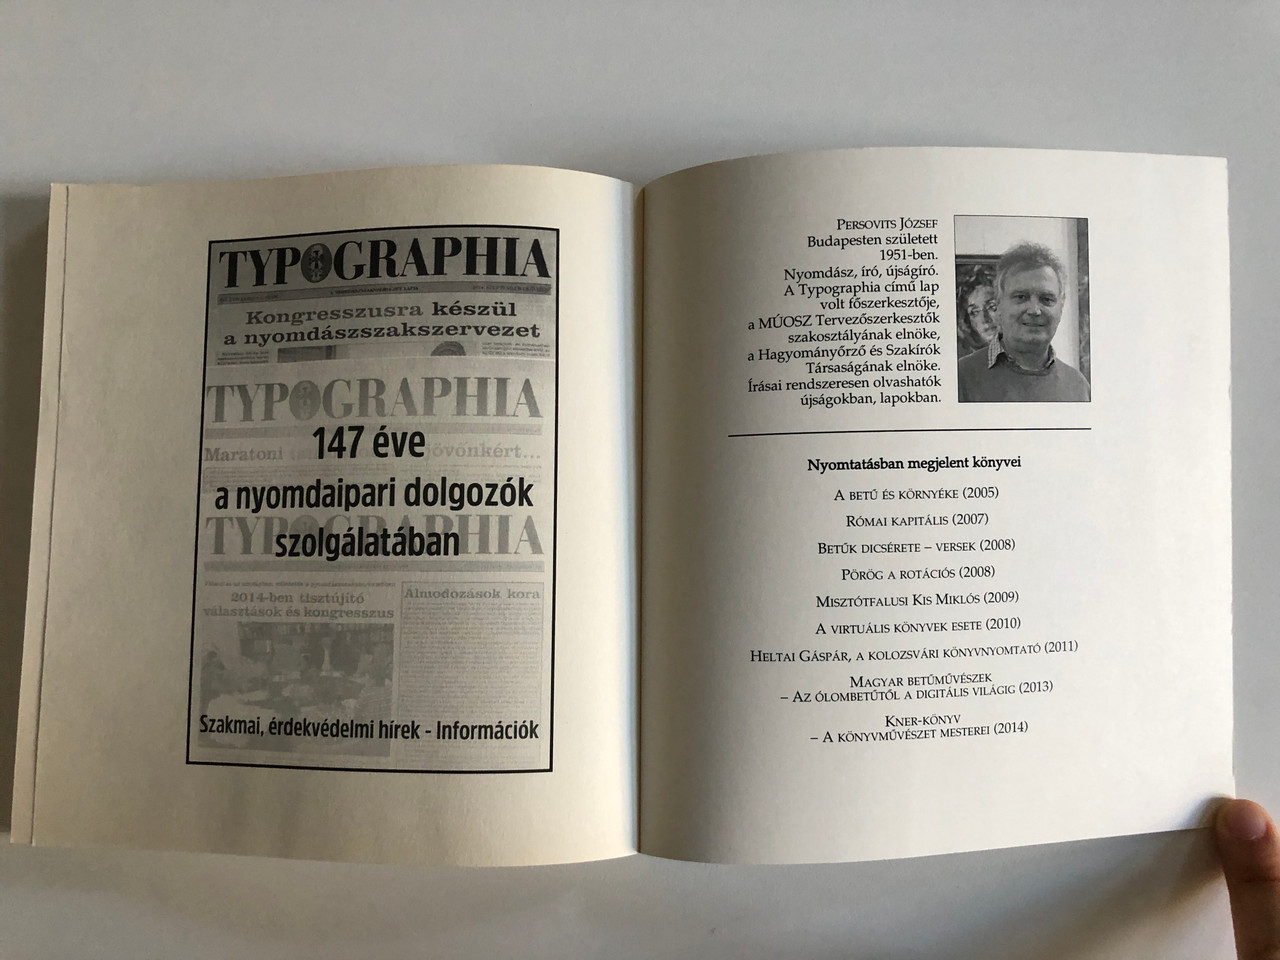 TYPOGRAPHIA
Kongresszusra készül
a nyomdászszakszervezet
TYPOGRAPHIA
147 éve
Maratoni övönkért...
a nyomdaipari dolgozók
TYPOGRAPHIA
szolgálatában
2014-ben tisztújító
választások és kongresszus
Álmodozások kora
Szakmai, érdekvédelmi hírek - Információk
PERSOVITS JÓZSEF
Budapesten született
1951-ben.
Nyomdász, író, újságíró.
A Typographia című lap
volt főszerkesztője,
a MÚOSZ Tervezőszerkesztők
szakosztályának elnöke,
a Hagyományőrző és Szakírók
Társaságának elnöke.
Írásai rendszeresen olvashatók
újságokban, lapokban.
Nyomtatásban megjelent könyvei
A BETŰ ÉS KÖRNYÉKE (2005)
RÓMAI KAPITÁLIS (2007)
BETŰK DICSÉRETE – VERSEK (2008)
PÖRÖG A ROTÁCIÓS (2008)
MISZTÓTFALUSI KIS MIKLÓS (2009)
A VIRTUÁLIS KÖNYVEK ESETE (2010)
HELTAI GÁSPÁR, A KOLOZSVÁRI KÖNYVNYOMTATÓ (2011)
MAGYAR BETŰMŰVÉSZEK
– AZ ÓLOMBETŰTŐL A DIGITÁLIS VILÁGIG (2013)
KNER-KÖNYV
– A KÖNYVMŰVÉSZET MESTEREI (2014)